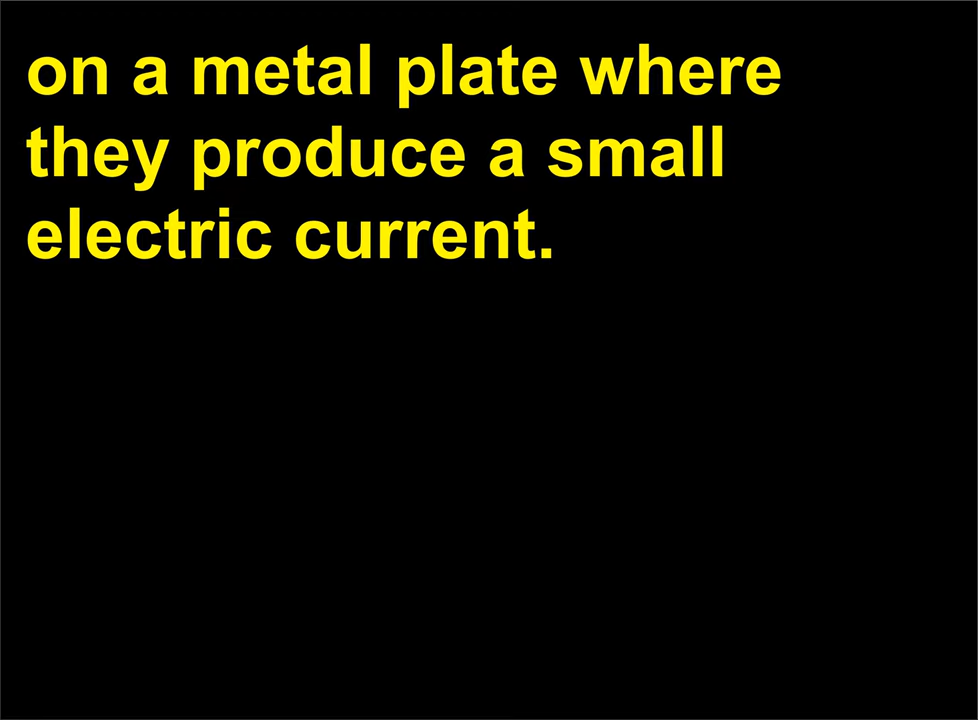 on a metal plate where
they produce a small
electric current.